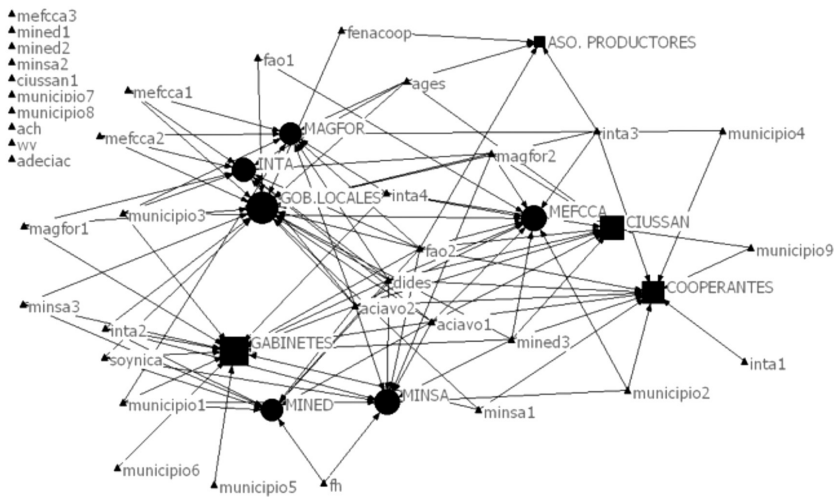 mefcca3
mined1
mined2
minsa2
ciussan1
municipio7
municipio8
ach
wv
adeciac
fenacoop
ASO. PRODUCTORES
fao1
mefcca1
ages
MAGFOR
mefcca2
inta3
municipio4
INTA
magfor2
GOB.LOCALES
inta4
municipio3
MEFCCA
CIUSSAN
magfor1
fao2
municipio9
dides
COOPERANTES
minsa3
aciavo2
aciavo1
inta2
GABINETES
mined3
soynica
inta1
municipio2
MINSA
municipio1
MINED
minsa1
municipio6
municipio5
fh